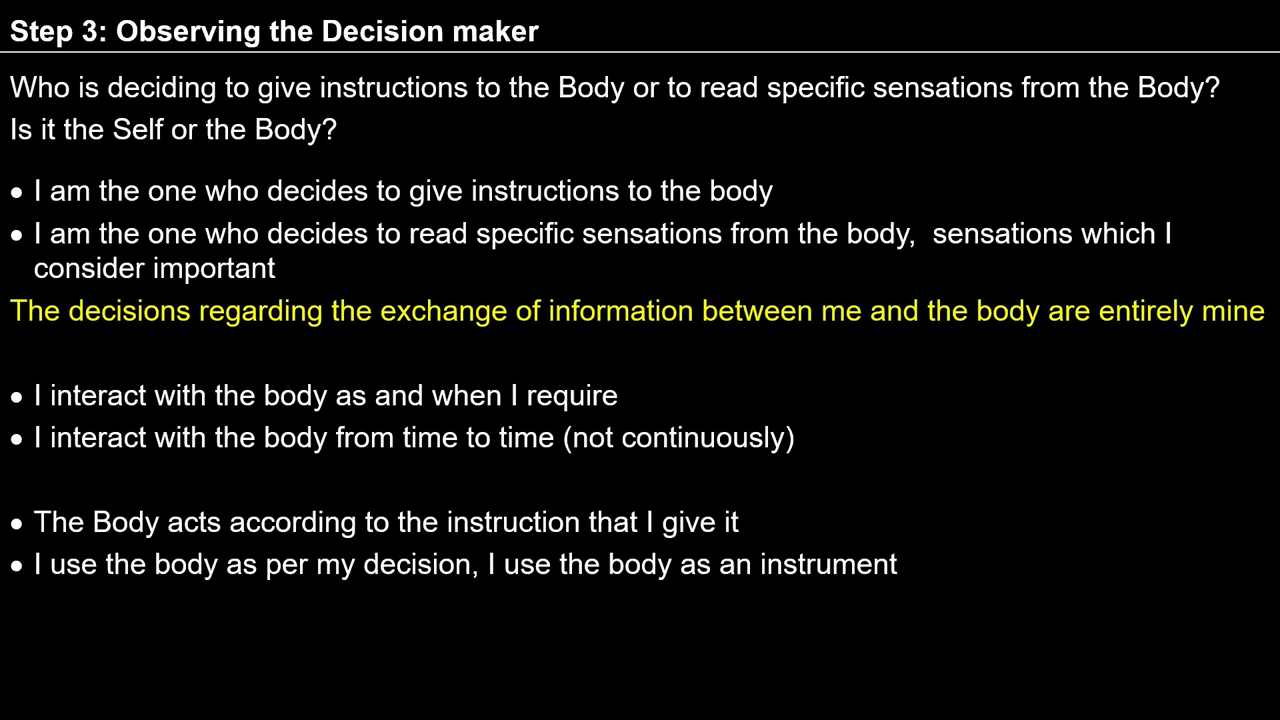 Step 3: Observing the Decision maker
Who is deciding to give instructions to the Body or to read specific sensations from the Body?
Is it the Self or the Body?
• I am the one who decides to give instructions to the body
• I am the one who decides to read specific sensations from the body,  sensations which I
consider important
The decisions regarding the exchange of information between me and the body are entirely mine
• I interact with the body as and when I require
• I interact with the body from time to time (not continuously)
• The Body acts according to the instruction that I give it
• I use the body as per my decision, I use the body as an instrument